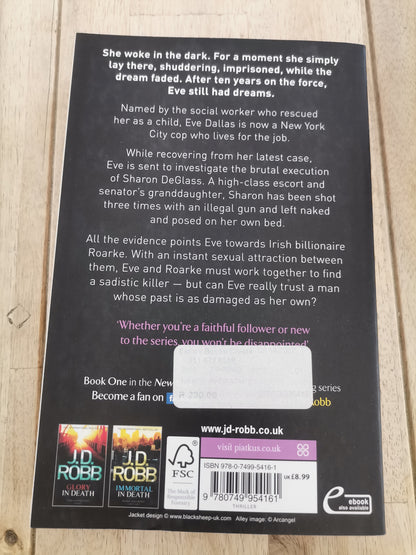 She woke in the dark. For a moment she simply
lay there, shuddering, imprisoned, while the
dream faded. After ten years on the force,
Eve still had dreams.
Named by the social worker who rescued
her as a child, Eve Dallas is now a New York
City cop who lives for the job.
While recovering from her latest case,
Eve is sent to investigate the brutal execution
of Sharon DeGlass. A high-class escort and
senator's granddaughter, Sharon has been shot
three times with an illegal gun and left naked
and posed on her own bed.
All the evidence points Eve towards Irish billionaire
Roarke. With an instant sexual attraction between
them, Eve and Roarke must work together to find
a sadistic killer – but can Eve really trust a man
whose past is as damaged as her own?
'Whether you're a faithful follower or new
to the series, you won't be disappointed'
Book One in the New
series
Become a fan on
www.jd-robb.co.uk
visit piatkus.co.uk
ISBN 978-0-7499-5416-1
UK £8.99
9 780749 954161
THRILLER
J.D.
ROBB
GLORY
IN DEATH
J.D.
ROBB
IMMORTAL
IN DEATH
FSC
The Mark of
Responsible
Forestry
e
ebook
also available
Jacket design © www.blacksheep-uk.com Alley image: © Arcangel